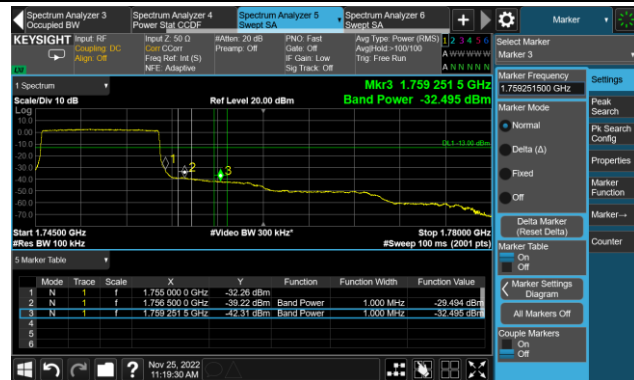 Spectrum Analyzer 3
Occupied BW
Spectrum Analyzer 4
Power Stat CCDF
Spectrum Analyzer 5
Swept SA
Spectrum Analyzer 6
Swept SA
+
Marker
KEYSIGHT
Input: RF
Coupling: DC
Align: Off
Input Z: 50 Ω
Corr CCorr
Freq Ref: Int (S)
NFE: Adaptive
#Atten: 20 dB
Preamp: Off
PNO: Fast
Gate: Off
IF Gain: Low
Sig Track: Off
Avg Type: Power (RMS)
Avg|Hold:>100/100
Trig: Free Run
1 2 3 4 5 6
A W W W W W
A N N N N N
Select Marker
Marker 3
1 Spectrum
Mkr3 1.759 251 5 GHz
Scale/Div 10 dB
Ref Level 20.00 dBm
Band Power -32.495 dBm
Log
10.0
0.00
-10.0
-20.0
-30.0
-40.0
-50.0
-60.0
-70.0
DL1 -13.00 dBm
1
2
3
Start 1.74500 GHz
#Video BW 300 kHz*
Stop 1.78000 GHz
#Res BW 100 kHz
#Sweep 100 ms (2001 pts)
5 Marker Table
Mode Trace Scale X Y Function Function Width Function Value
1 N 1 f 1.755 000 0 GHz -32.26 dBm
2 N 1 f 1.756 500 0 GHz -39.22 dBm Band Power 1.000 MHz -29.494 dBm
3 N 1 f 1.759 251 5 GHz -42.31 dBm Band Power 1.000 MHz -32.495 dBm
4
5
6
Marker Frequency
1.759251500 GHz
Marker Mode
Normal
Delta (Δ)
Fixed
Off
Delta Marker
(Reset Delta)
Marker Table
On
Off
Marker Settings
Diagram
All Markers Off
Couple Markers
On
Off
Settings
Peak
Search
Pk Search
Config
Properties
Marker
Function
Marker→
Counter
?
Nov 25, 2022
11:19:30 AM